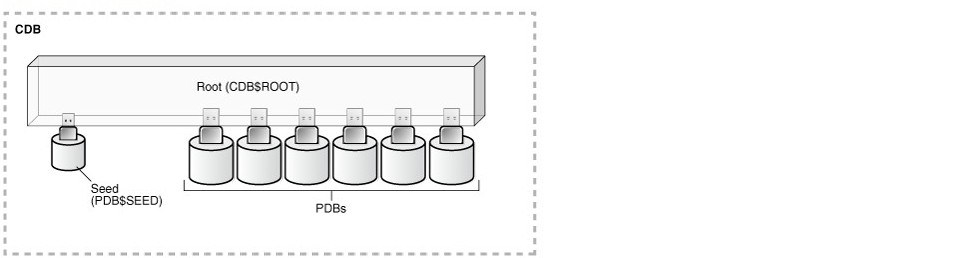 CDB
Root (CDB$ROOT)
Seed
(PDB$SEED)
PDBs